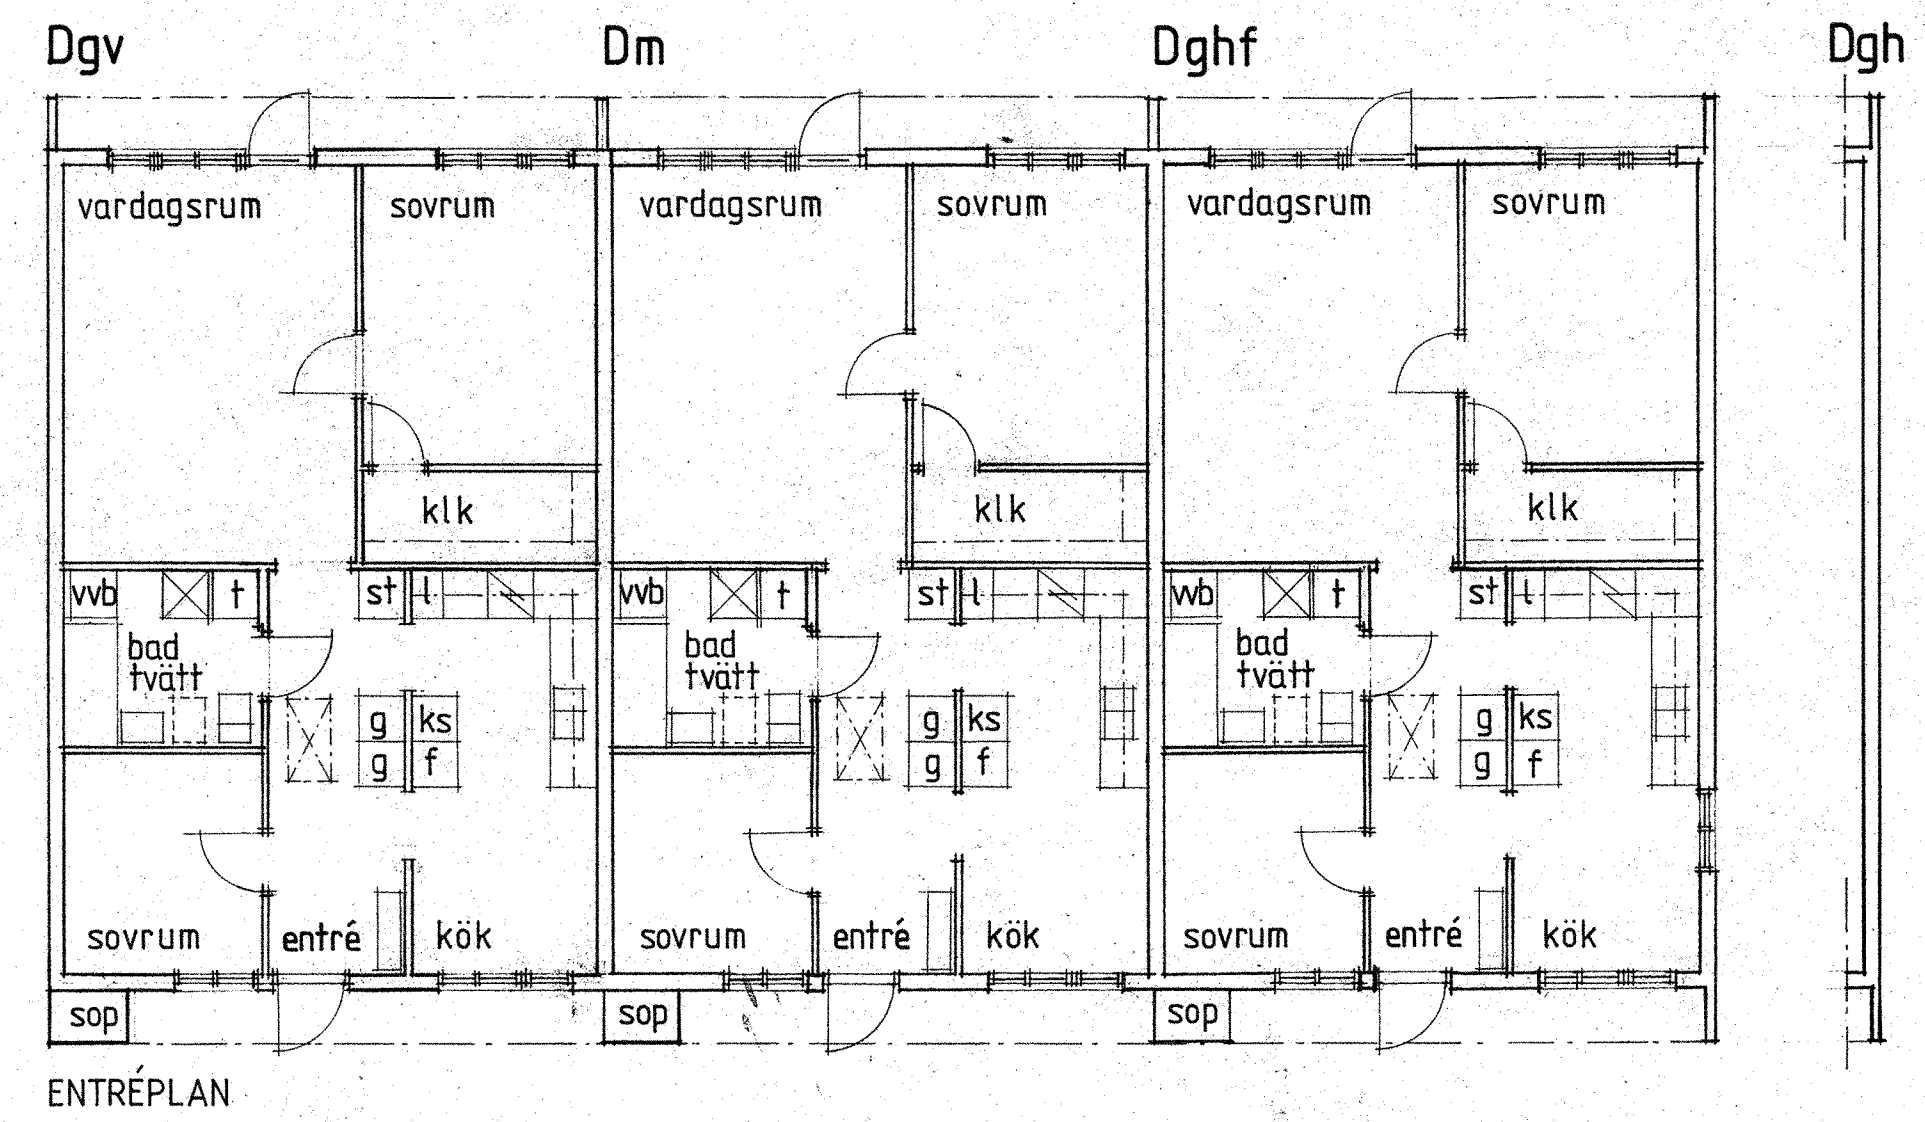 Dgv Dm Dghf Dgh
vardagsrum sovrum vardagsrum sovrum vardagsrum sovrum
klk klk klk
vvb t st l vvb t st l vvb t st l
bad bad bad
tvätt tvätt tvätt
g ks g ks g ks
g f g f g f
sovrum entré kök sovrum entré kök sovrum entré kök
sop sop sop
ENTRÉPLAN